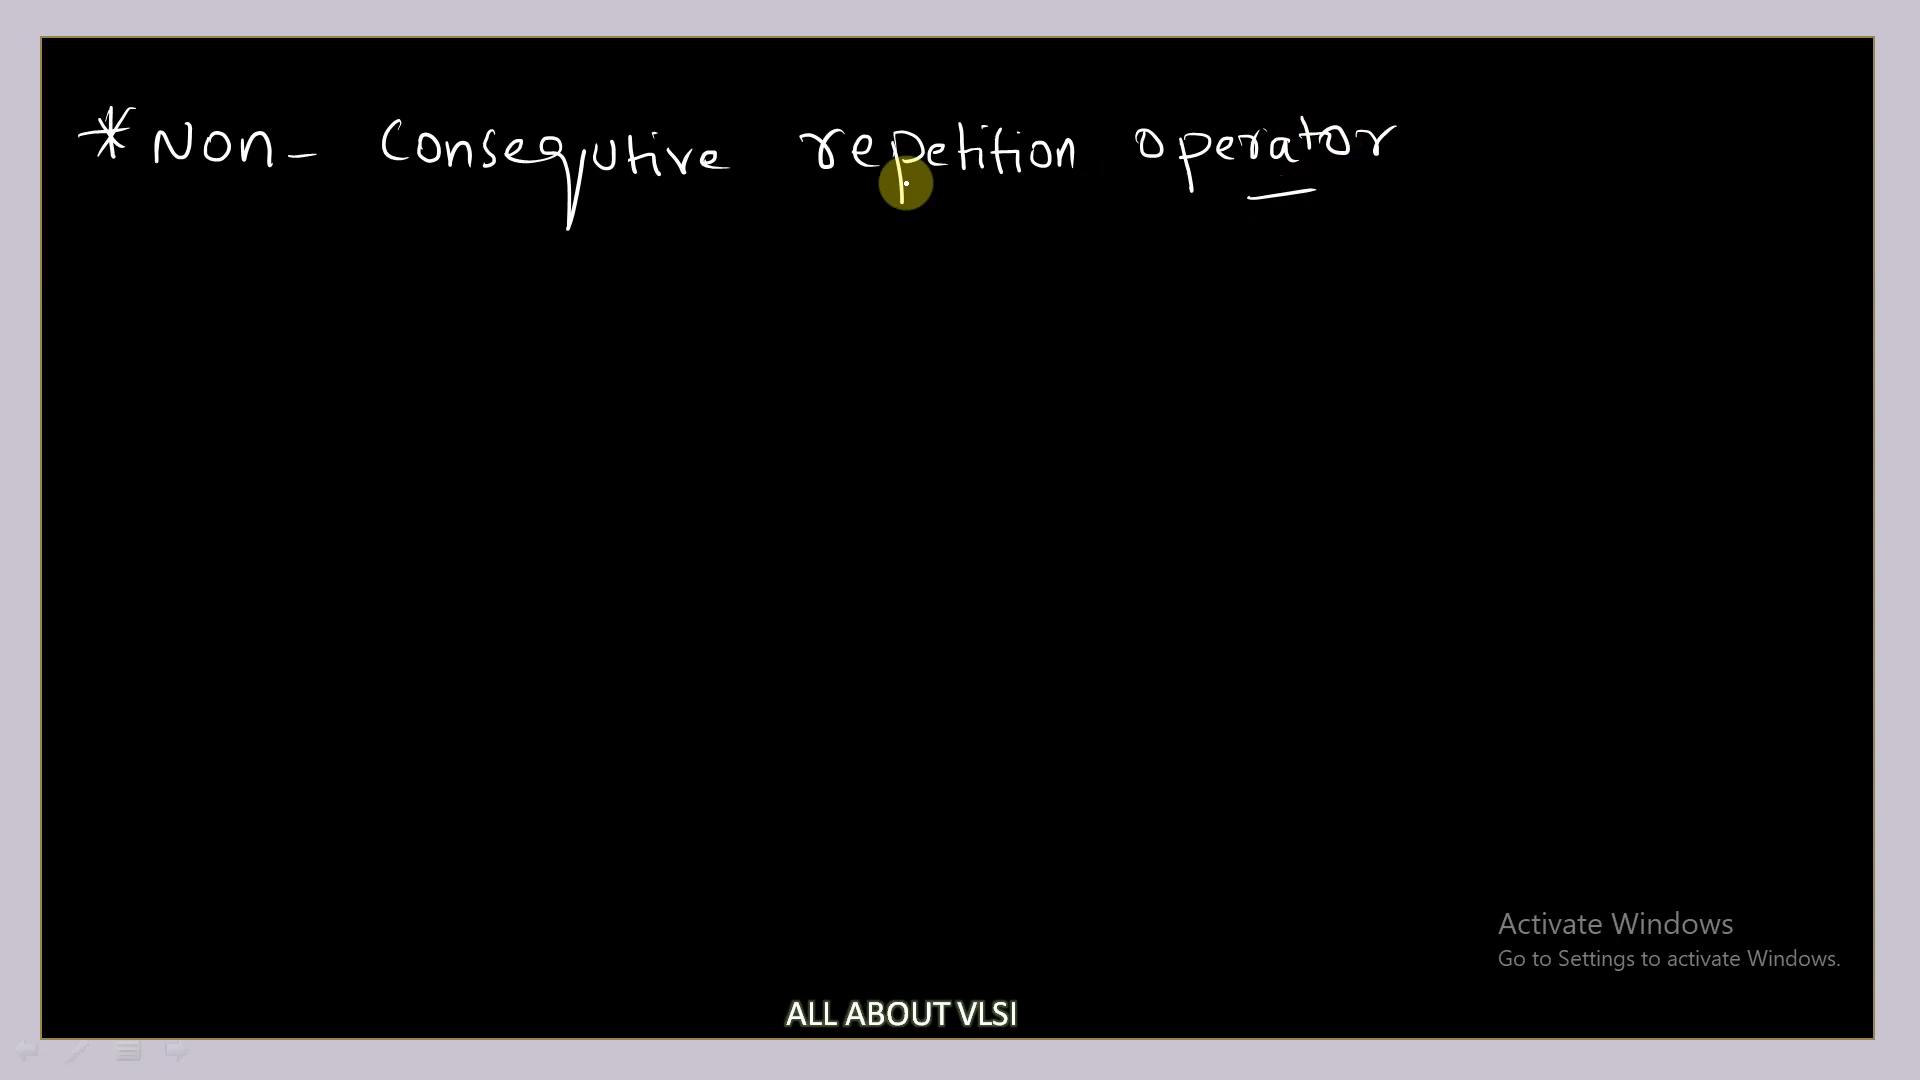 *Non- Consequtive repetition operator
Activate Windows
Go to Settings to activate Windows.
ALL ABOUT VLSI